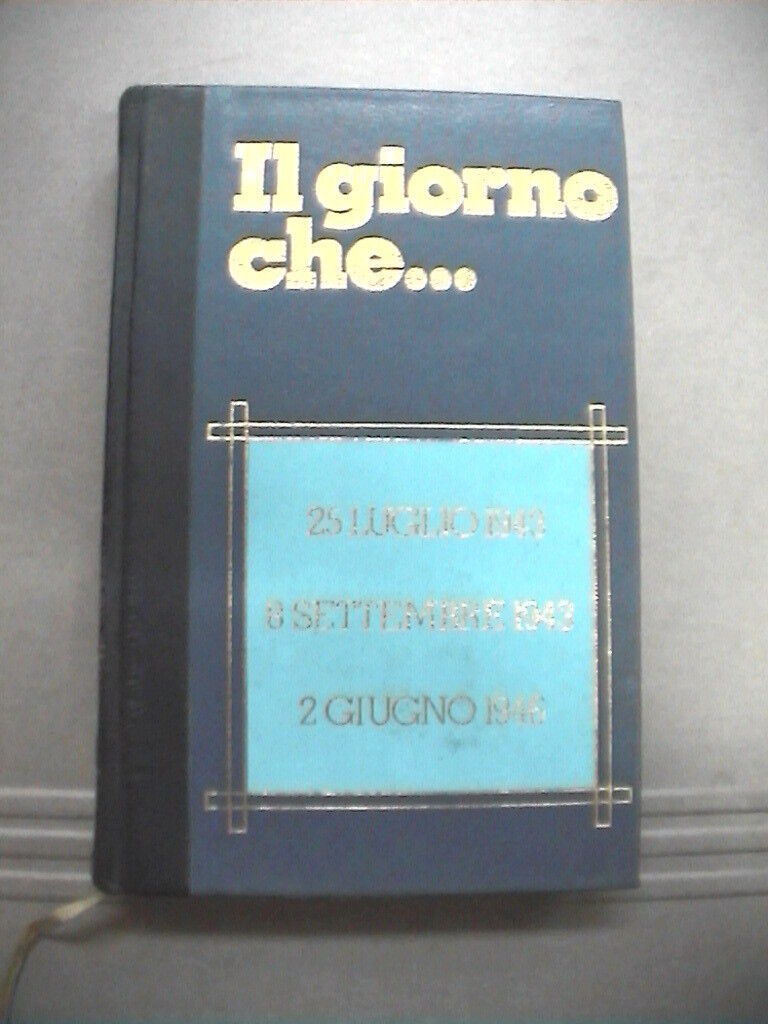 Il giorno
che...
25 LUGLIO 1943
8 SETTEMBRE 1943
2 GIUGNO 1946